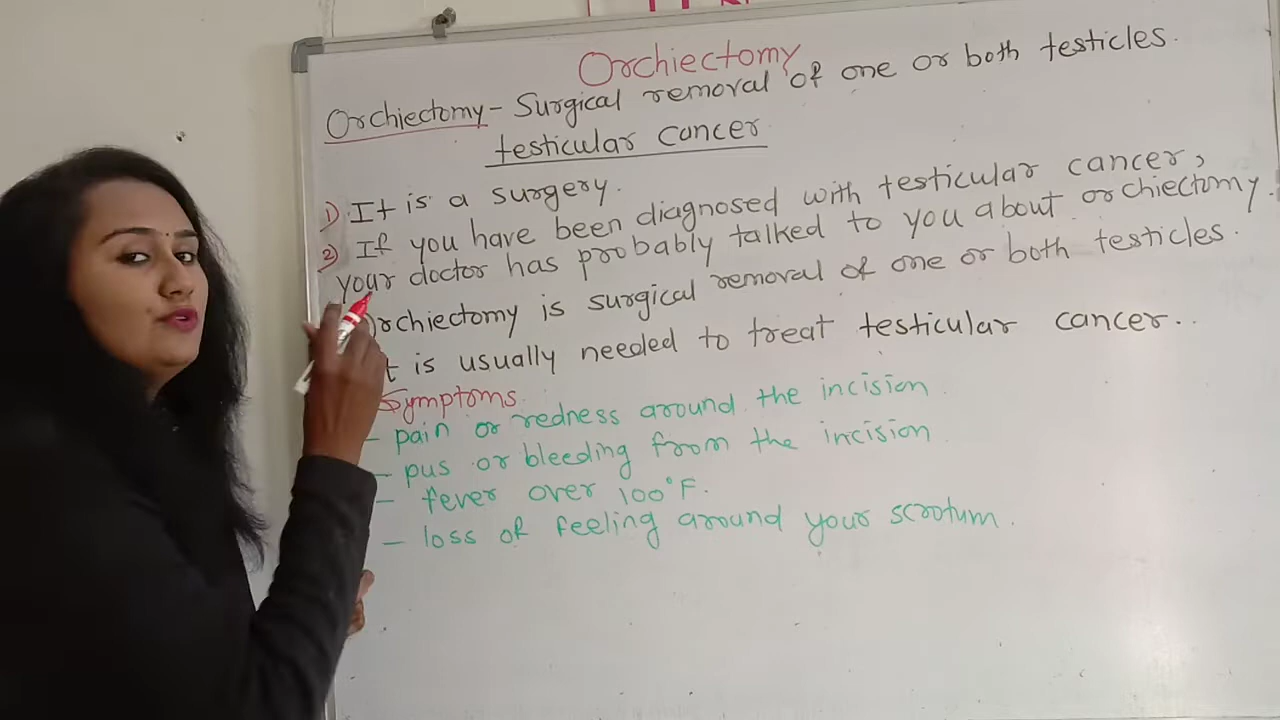 Orchiectomy
Orchiectomy - Surgical removal of one or both testicles.
testicular cancer
1) It is a surgery.
2) If you have been diagnosed with testicular cancer,
your doctor has probably talked to you about orchiectomy.
Orchiectomy is surgical removal of one or both testicles.
is usually needed to treat testicular cancer..
Symptoms
- pain or redness around the incision
- pus or bleeding from the incision
- fever over 100°F.
- loss of feeling around your scrotum.